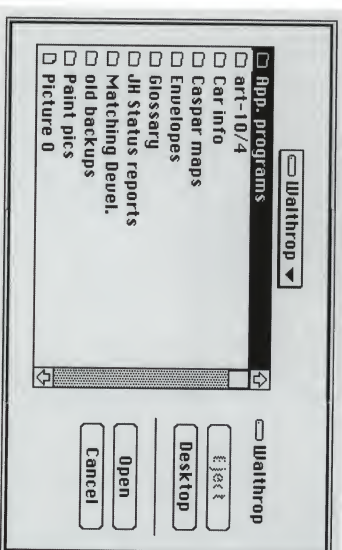 Walthrop ▼
App. programs
art-10/4
Car info
Caspar maps
Envelopes
Glossary
JH Status reports
Matching Devel.
old backups
Paint pics
Picture 0
Walthrop
Eject
Desktop
Open
Cancel